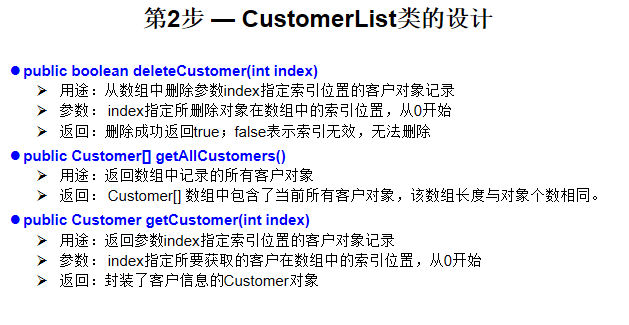 第2步 — CustomerList类的设计
●public boolean deleteCustomer(int index)
➢ 用途：从数组中删除参数index指定索引位置的客户对象记录
➢ 参数： index指定所删除对象在数组中的索引位置，从0开始
➢ 返回：删除成功返回true；false表示索引无效，无法删除
●public Customer[] getAllCustomers()
➢ 用途：返回数组中记录的所有客户对象
➢ 返回： Customer[] 数组中包含了当前所有客户对象，该数组长度与对象个数相同。
●public Customer getCustomer(int index)
➢ 用途：返回参数index指定索引位置的客户对象记录
➢ 参数： index指定所要获取的客户在数组中的索引位置，从0开始
➢ 返回：封装了客户信息的Customer对象